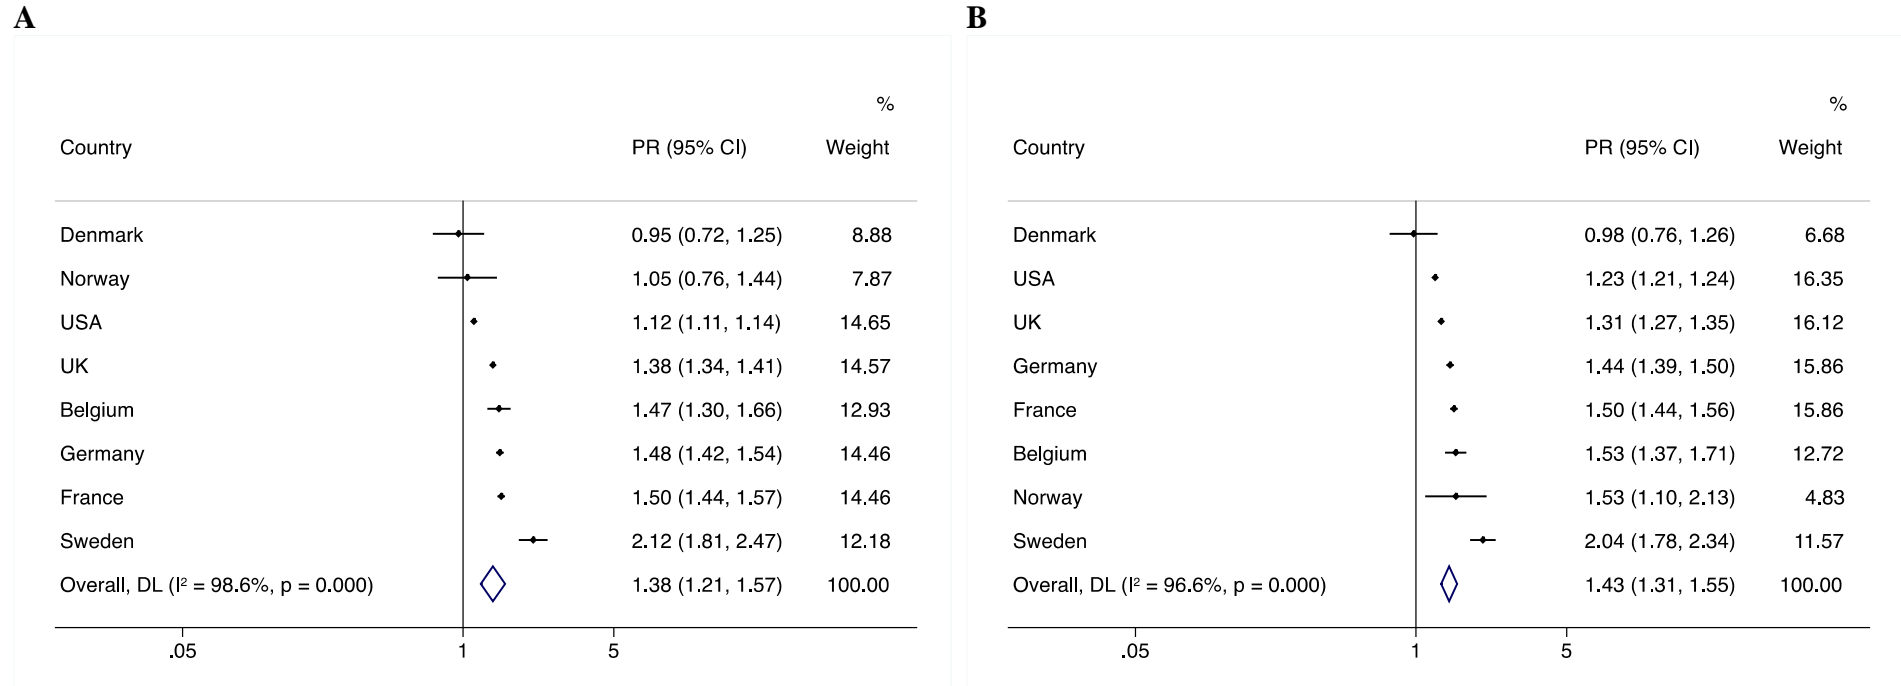 A
%
Country PR (95% CI) Weight
Denmark 0.95 (0.72, 1.25) 8.88
Norway 1.05 (0.76, 1.44) 7.87
USA 1.12 (1.11, 1.14) 14.65
UK 1.38 (1.34, 1.41) 14.57
Belgium 1.47 (1.30, 1.66) 12.93
Germany 1.48 (1.42, 1.54) 14.46
France 1.50 (1.44, 1.57) 14.46
Sweden 2.12 (1.81, 2.47) 12.18
Overall, DL (I² = 98.6%, p = 0.000) 1.38 (1.21, 1.57) 100.00
.05 1 5
B
%
Country PR (95% CI) Weight
Denmark 0.98 (0.76, 1.26) 6.68
USA 1.23 (1.21, 1.24) 16.35
UK 1.31 (1.27, 1.35) 16.12
Germany 1.44 (1.39, 1.50) 15.86
France 1.50 (1.44, 1.56) 15.86
Belgium 1.53 (1.37, 1.71) 12.72
Norway 1.53 (1.10, 2.13) 4.83
Sweden 2.04 (1.78, 2.34) 11.57
Overall, DL (I² = 96.6%, p = 0.000) 1.43 (1.31, 1.55) 100.00
.05 1 5